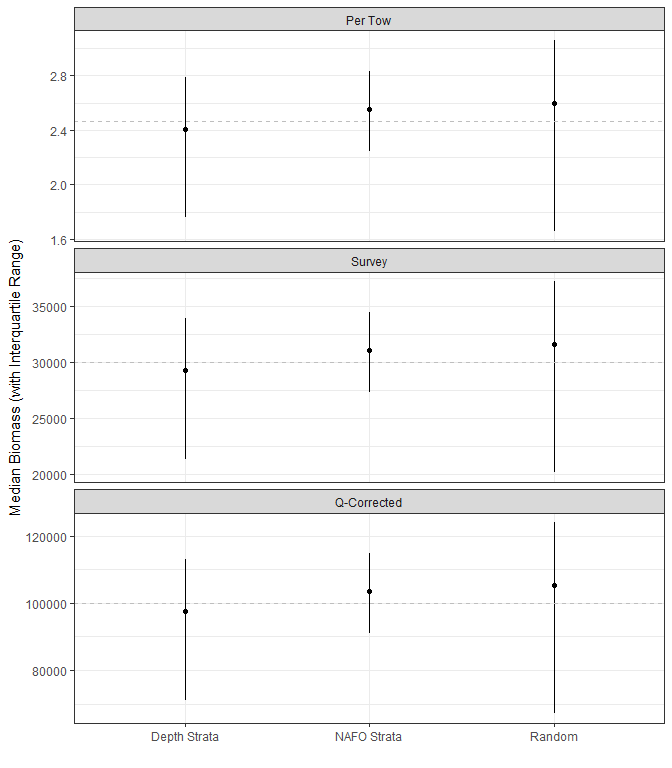 Per Tow
2.8
2.4
2.0
1.6
Survey
35000
30000
25000
20000
Q-Corrected
120000
100000
80000
Depth Strata NAFO Strata Random
Median Biomass (with Interquartile Range)